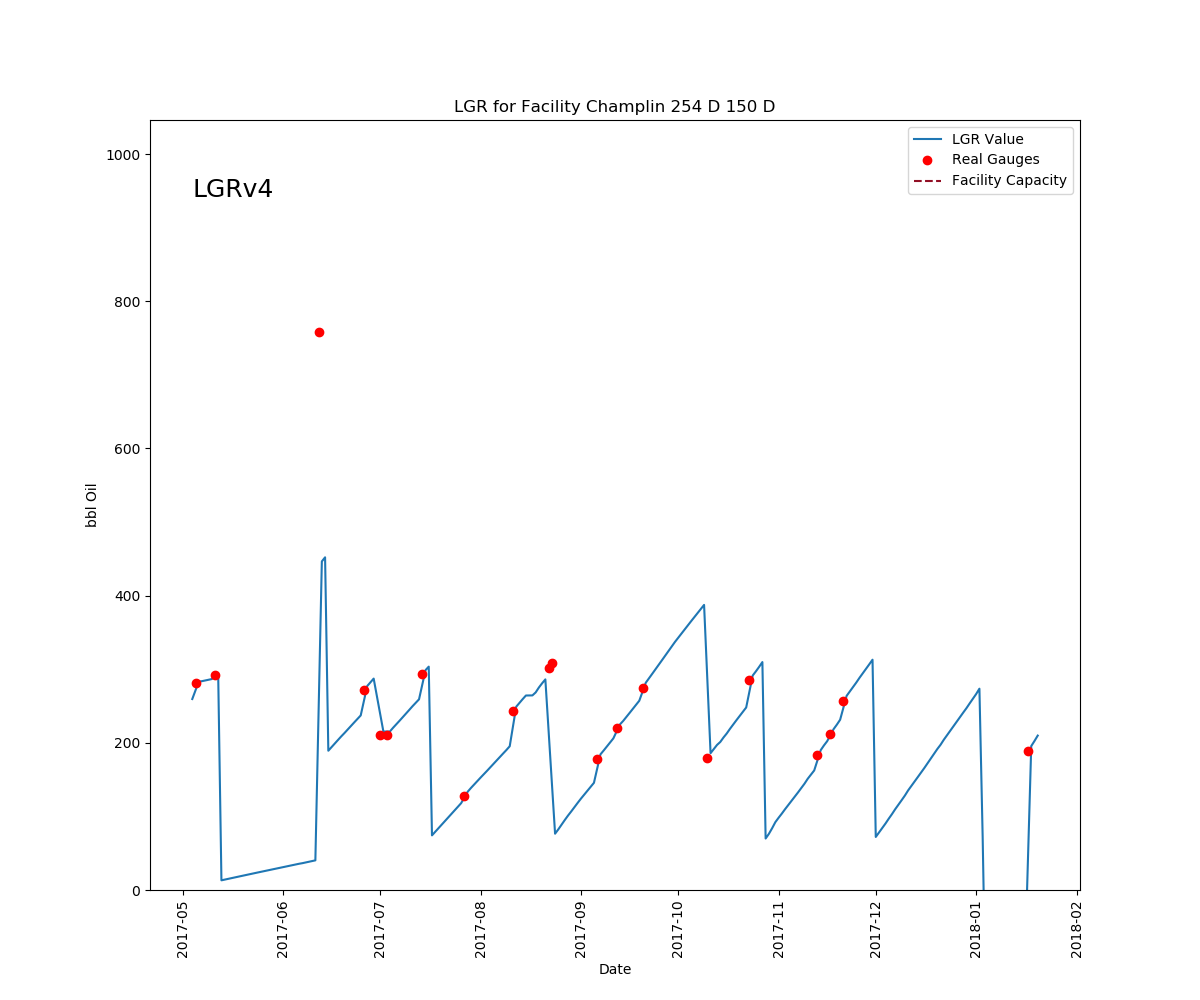 LGR for Facility Champlin 254 D 150 D
LGRv4
LGR Value
Real Gauges
Facility Capacity
1000
800
600
400
200
0
bbl Oil
2017-05
2017-06
2017-07
2017-08
2017-09
2017-10
2017-11
2017-12
2018-01
2018-02
Date